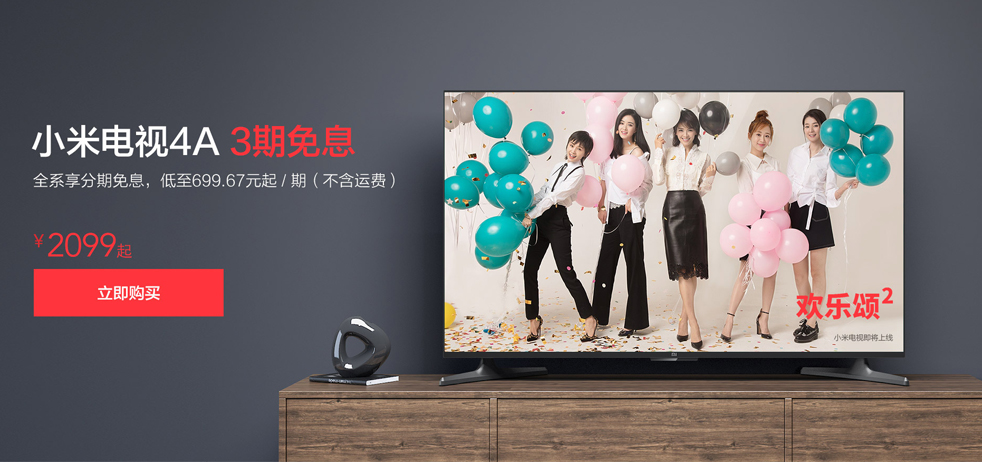 小米电视4A 3期免息
全系享分期免息，低至699.67元起 / 期（不含运费）
¥2099起
立即购买
欢乐颂2
小米电视即将上线
mi